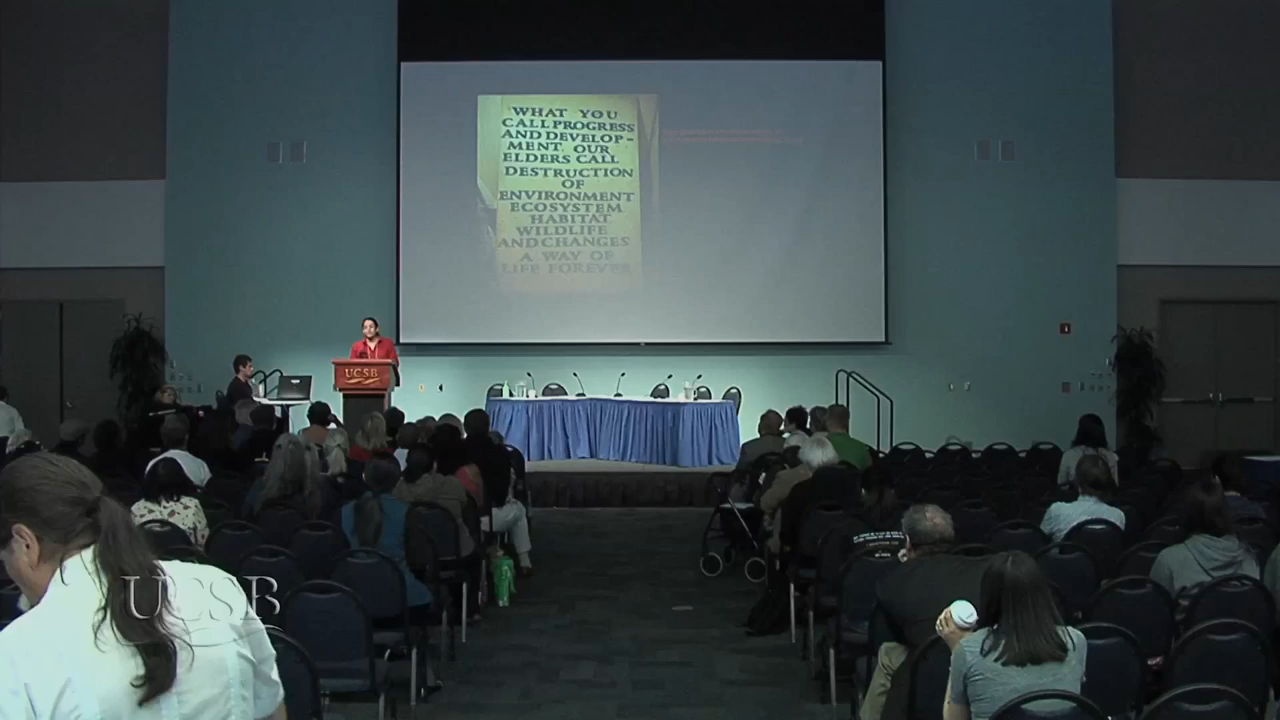 WHAT YOU
CALL PROGRESS
AND DEVELOP-
MENT, OUR
ELDERS CALL
DESTRUCTION
OF
ENVIRONMENT
ECOSYSTEM
HABITAT
WILDLIFE
AND CHANGES
A WAY OF
LIFE FOREVER
UCSB
UCSB